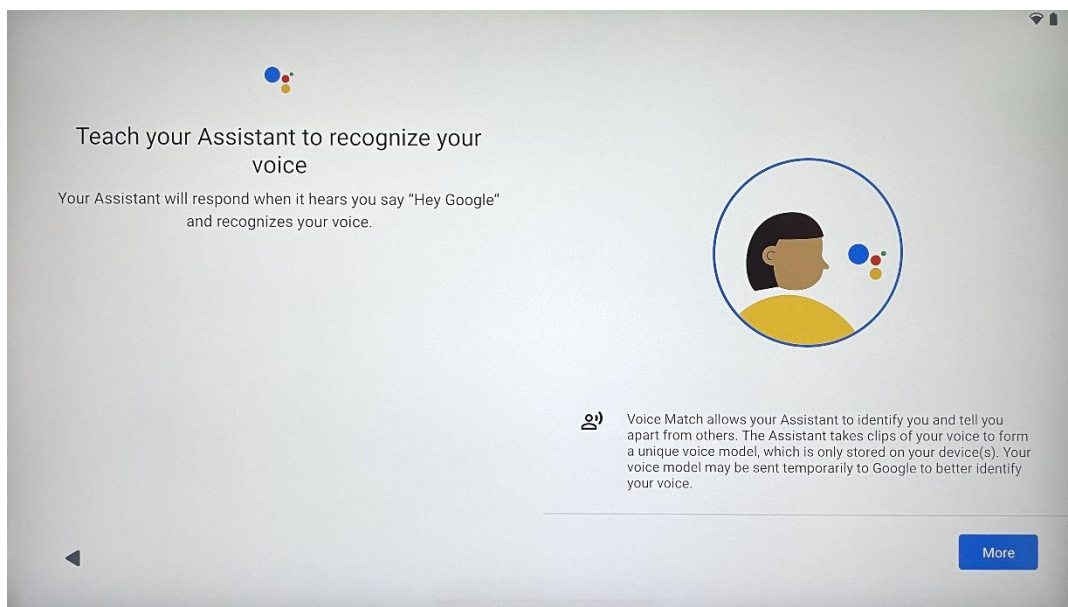 Teach your Assistant to recognize your
voice
Your Assistant will respond when it hears you say “Hey Google“
and recognizes your voice.
Voice Match allows your Assistant to identify you and tell you
apart from others. The Assistant takes clips of your voice to form
a unique voice model, which is only stored on your device(s). Your
voice model may be sent temporarily to Google to better identify
your voice.
More